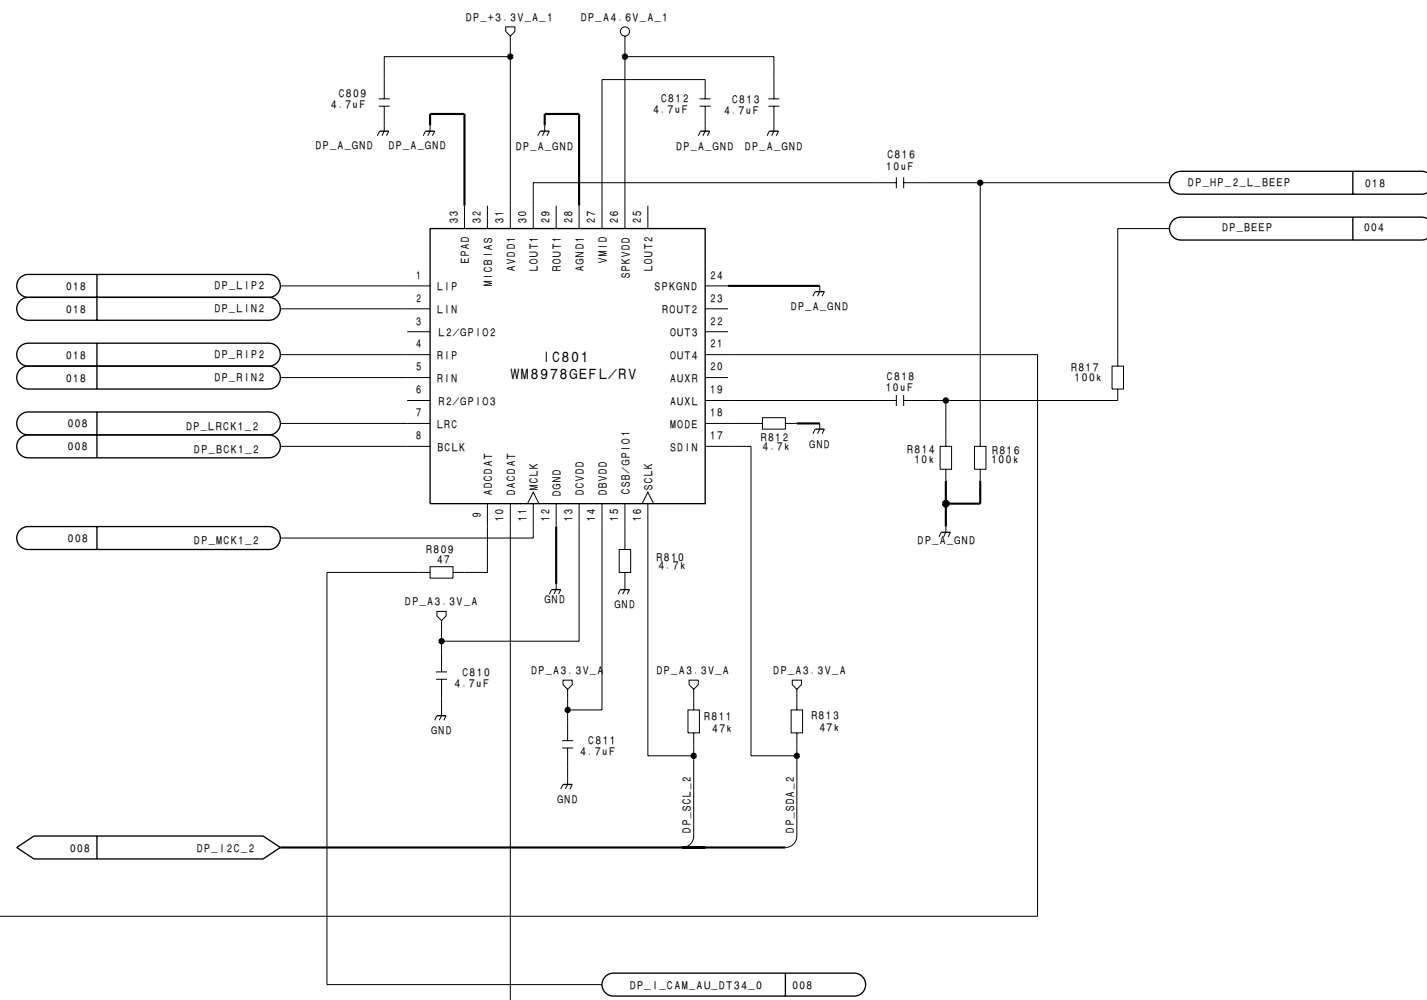 DP_+3.3V_A_1
DP_A4.6V_A_1
C809
4.7uF
C812
4.7uF
C813
4.7uF
DP_A_GND
DP_A_GND
DP_A_GND
DP_A_GND
DP_A_GND
C816
10uF
DP_HP_2_L_BEEP 018
DP_BEEP 004
33 32 31 30 29 28 27 26 25
EPAD
MICBIAS
AVDD1
LOUT1
ROUT1
AGND1
VMID
SPKVDD
LOUT2
018 DP_LIP2
018 DP_LIN2
018 DP_RIP2
018 DP_RIN2
008 DP_LRCK1_2
008 DP_BCK1_2
008 DP_MCK1_2
1 LIP
2 LIN
3 L2/GPIO2
4 RIP
5 RIN
6 R2/GPIO3
7 LRC
8 BCLK
IC801
WM8978GEFL/RV
SPKGND 24
ROUT2 23
OUT3 22
OUT4 21
AUXR 20
AUXL 19
MODE 18
SDIN 17
DP_A_GND
R817
100k
C818
10uF
R812
4.7k
GND
R814
10k
R816
100k
DP_A_GND
ADCDAT
DACDAT
MCLK
DGND
DCVDD
DBVDD
CSB/GPIO1
SCLK
9 10 11 12 13 14 15 16
R809
47
R810
4.7k
GND
GND
DP_A3.3V_A
C810
4.7uF
GND
DP_A3.3V_A
C811
4.7uF
GND
DP_A3.3V_A
R811
47k
DP_A3.3V_A
R813
47k
DP_SCL_2
DP_SDA_2
008 DP_I2C_2
DP_I_CAM_AU_DT34_0 008